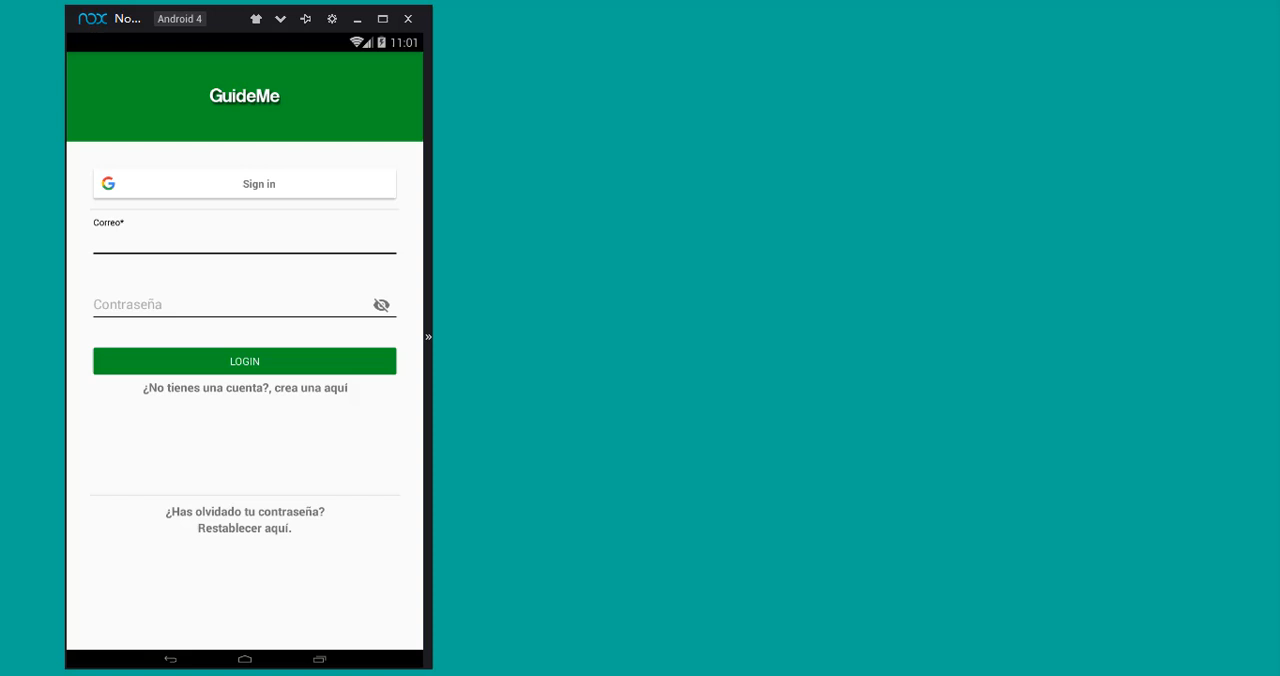 nox No... Android 4
11:01
GuideMe
G Sign in
Correo*
Contraseña
»
LOGIN
¿No tienes una cuenta?, crea una aquí
¿Has olvidado tu contraseña?
Restablecer aquí.